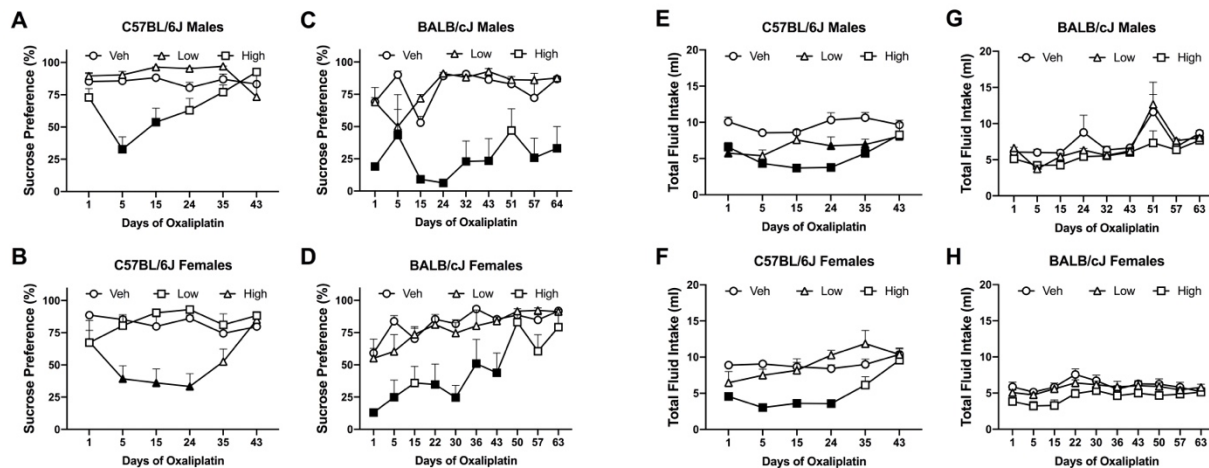 A
C57BL/6J Males
Veh Low High
Sucrose Preference (%)
100
75
50
25
0
1 5 15 24 35 43
Days of Oxaliplatin
C
BALB/cJ Males
Veh Low High
Sucrose Preference (%)
100
75
50
25
0
1 5 15 24 32 43 51 57 64
Days of Oxaliplatin
E
C57BL/6J Males
Veh Low High
Total Fluid Intake (ml)
20
15
10
5
0
1 5 15 24 35 43
Days of Oxaliplatin
G
BALB/cJ Males
Veh Low High
Total Fluid Intake (ml)
20
15
10
5
0
1 5 15 24 32 43 51 57 63
Days of Oxaliplatin
B
C57BL/6J Females
Veh Low High
Sucrose Preference (%)
100
75
50
25
0
1 5 15 24 35 43
Days of Oxaliplatin
D
BALB/cJ Females
Veh Low High
Sucrose Preference (%)
100
75
50
25
0
1 5 15 22 30 36 43 50 57 63
Days of Oxaliplatin
F
C57BL/6J Females
Veh Low High
Total Fluid Intake (ml)
20
15
10
5
0
1 5 15 24 35 43
Days of Oxaliplatin
H
BALB/cJ Females
Veh Low High
Total Fluid Intake (ml)
20
15
10
5
0
1 5 15 22 30 36 43 50 57 63
Days of Oxaliplatin